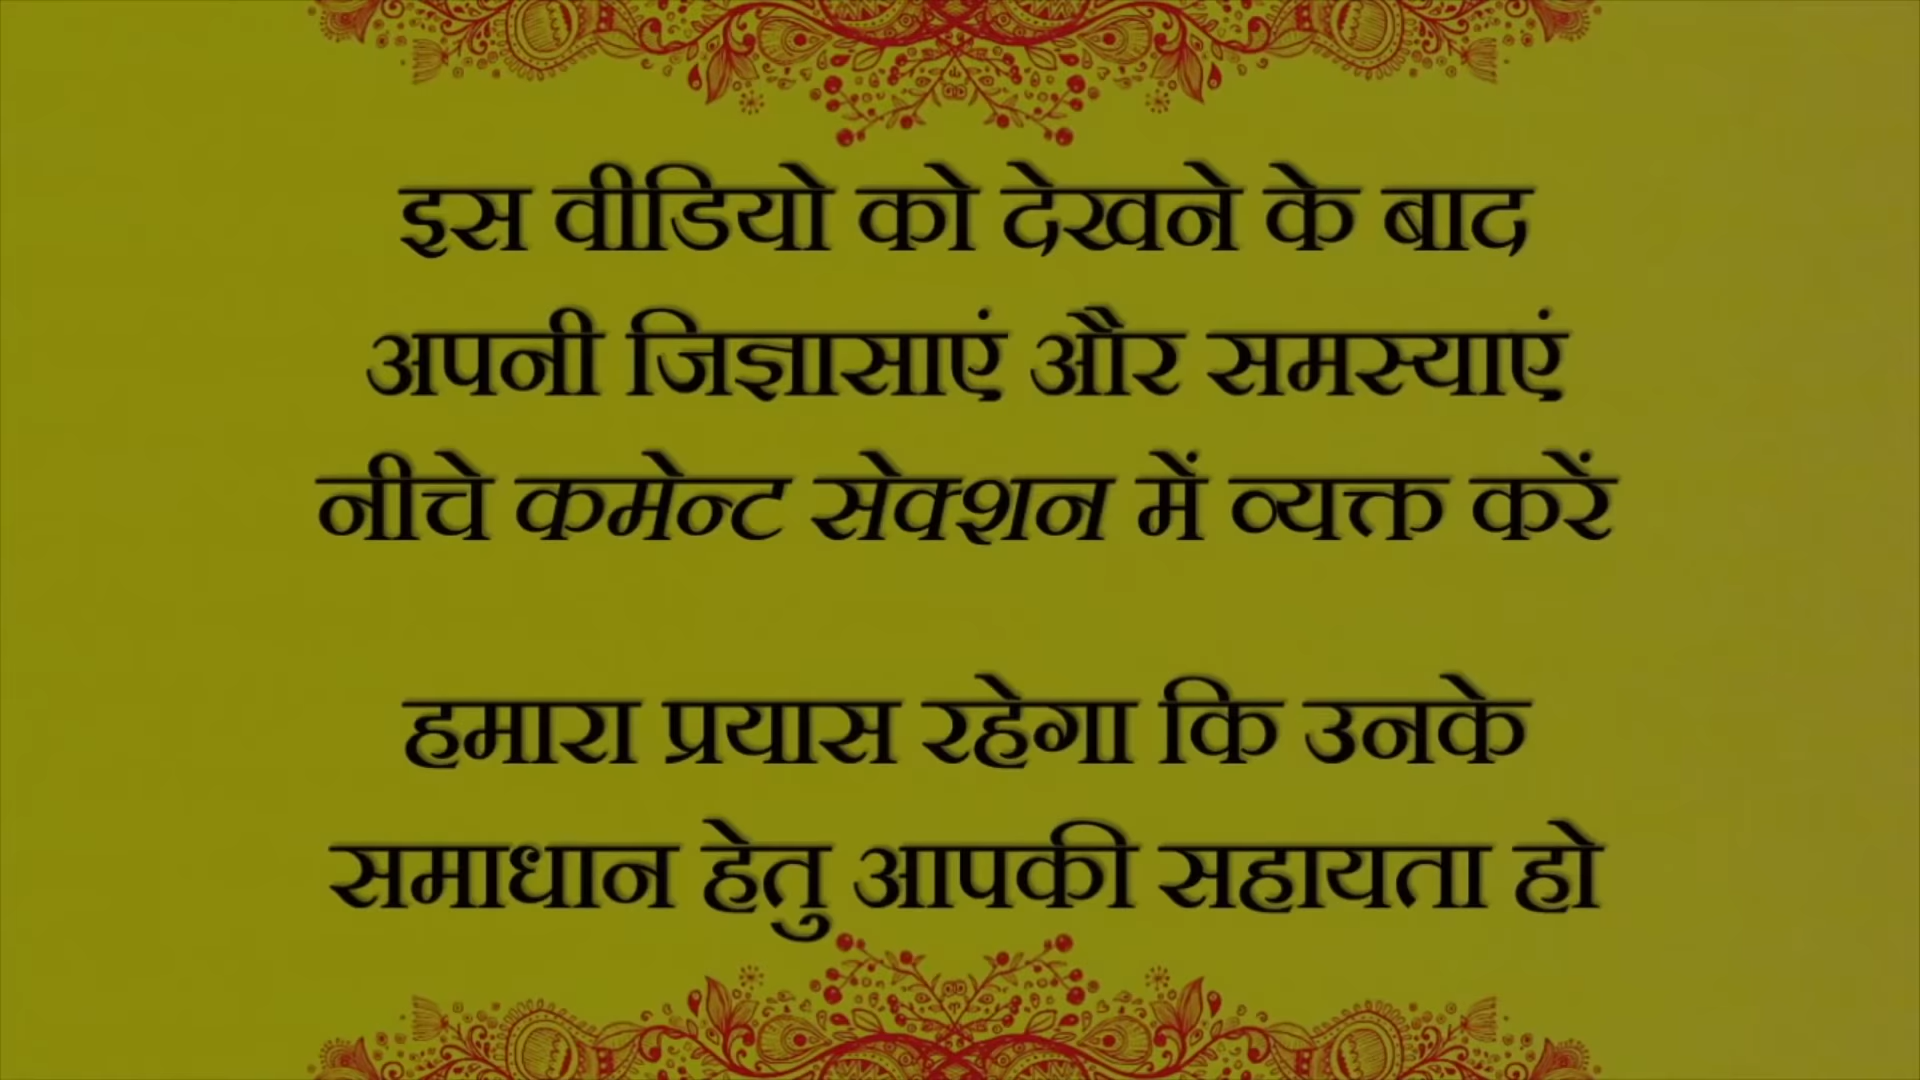 इस वीडियो को देखने के बाद
अपनी जिज्ञासाएं और समस्याएं
नीचे कमेन्ट सेक्शन में व्यक्त करें
हमारा प्रयास रहेगा कि उनके
समाधान हेतु आपकी सहायता हो